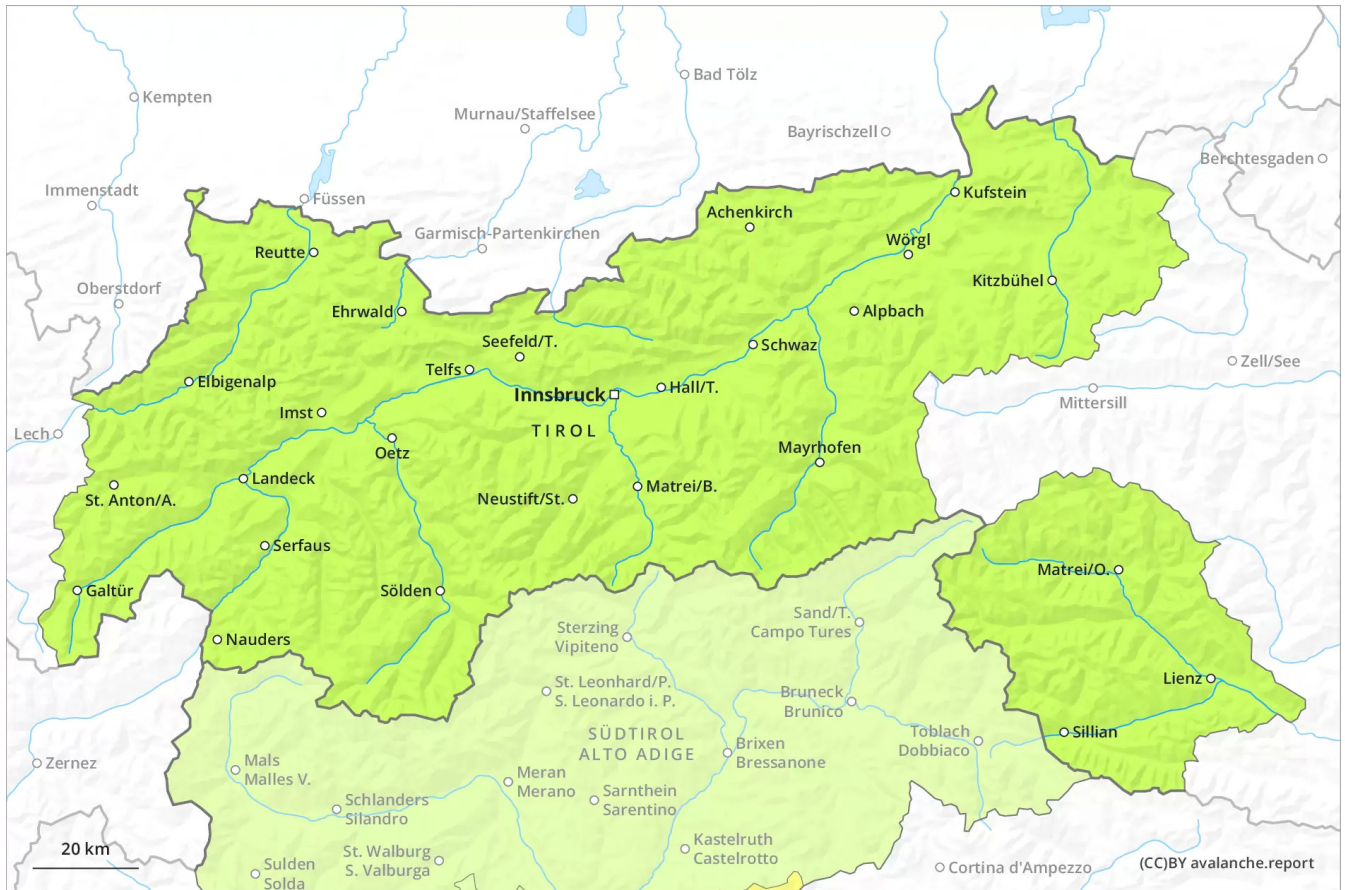 Bad Tölz
Kempten
Murnau/Staffelsee
Bayrischzell
Berchtesgaden
Immenstadt
Füssen
Kufstein
Achenkirch
Garmisch-Partenkirchen
Wörgl
Reutte
Kitzbühel
Oberstdorf
Ehrwald
Alpbach
Seefeld/T.
Schwaz
Zell/See
Telfs
Elbigenalp
Hall/T.
Innsbruck
Mittersill
Imst
TIROL
Lech
Oetz
Mayrhofen
Landeck
Matrei/B.
St. Anton/A.
Neustift/St.
Serfaus
Matrei/O.
Galtür
Sölden
Sand/T.
Campo Tures
Sterzing
Vipiteno
Nauders
Lienz
St. Leonhard/P.
S. Leonardo i. P.
Bruneck
Brunico
SÜDTIROL
ALTO ADIGE
Toblach
Dobbiaco
Sillian
Brixen
Bressanone
Zernez
Mals
Malles V.
Meran
Merano
Sarnthein
Sarentino
Schlanders
Silandro
Kastelruth
Castelrotto
20 km
St. Walburg
S. Valburga
Sulden
Solda
Cortina d'Ampezzo
(CC)BY avalanche.report